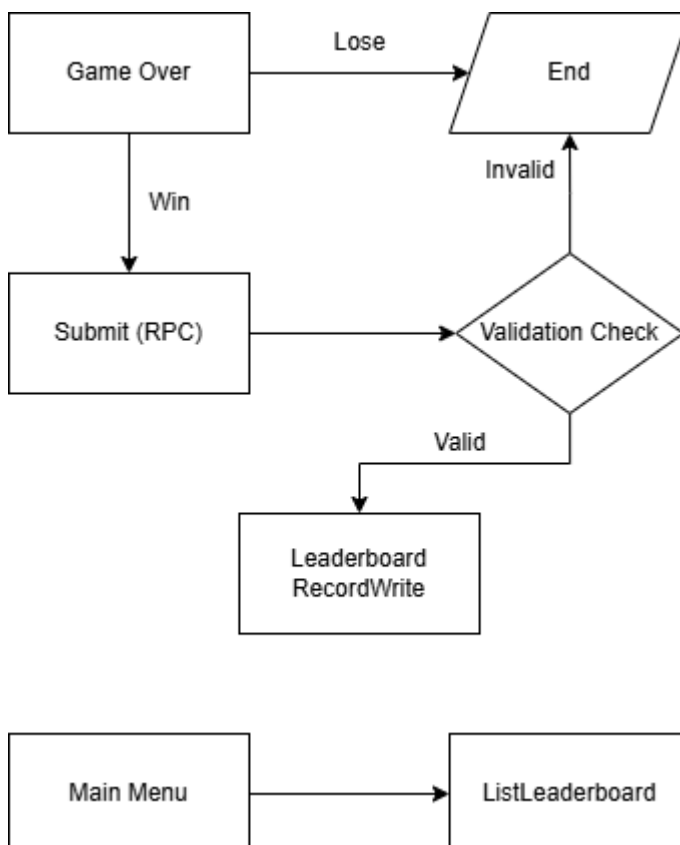 Game Over
Lose
End
Win
Invalid
Submit (RPC)
Validation Check
Valid
Leaderboard
RecordWrite
Main Menu
ListLeaderboard